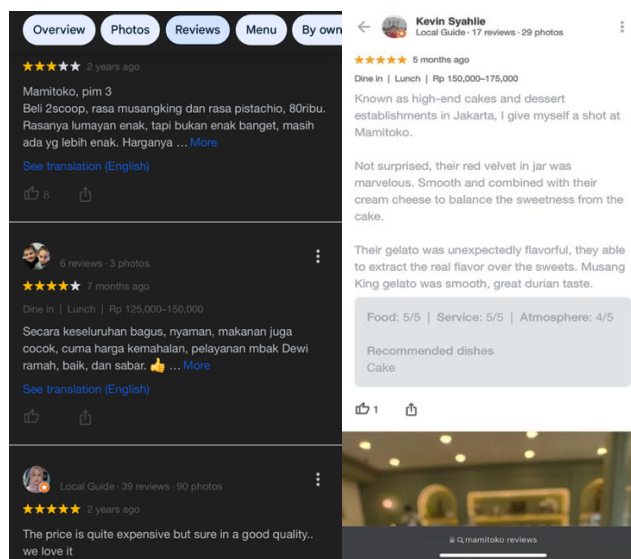 Overview
Photos
Reviews
Menu
By own
2 years ago
Mamitoko, pim 3
Beli 2scoop, rasa musangking dan rasa pistachio, 80ribu.
Rasanya lumayan enak, tapi bukan enak banget, masih
ada yg lebih enak. Harganya ... More
See translation (English)
8
6 reviews · 3 photos
7 months ago
Dine in | Lunch | Rp 125,000–150,000
Secara keseluruhan bagus, nyaman, makanan juga
cocok, cuma harga kemahalan, pelayanan mbak Dewi
ramah, baik, dan sabar. 👍 ... More
See translation (English)
Local Guide · 39 reviews · 90 photos
2 years ago
The price is quite expensive but sure in a good quality..
we love it
Kevin Syahlie
Local Guide · 17 reviews · 29 photos
5 months ago
Dine in | Lunch | Rp 150,000–175,000
Known as high-end cakes and dessert
establishments in Jakarta, I give myself a shot at
Mamitoko.
Not surprised, their red velvet in jar was
marvelous. Smooth and combined with their
cream cheese to balance the sweetness from the
cake.
Their gelato was unexpectedly flavorful, they able
to extract the real flavor over the sweets. Musang
King gelato was smooth, great durian taste.
Food: 5/5 | Service: 5/5 | Atmosphere: 4/5
Recommended dishes
Cake
1
mamitoko reviews